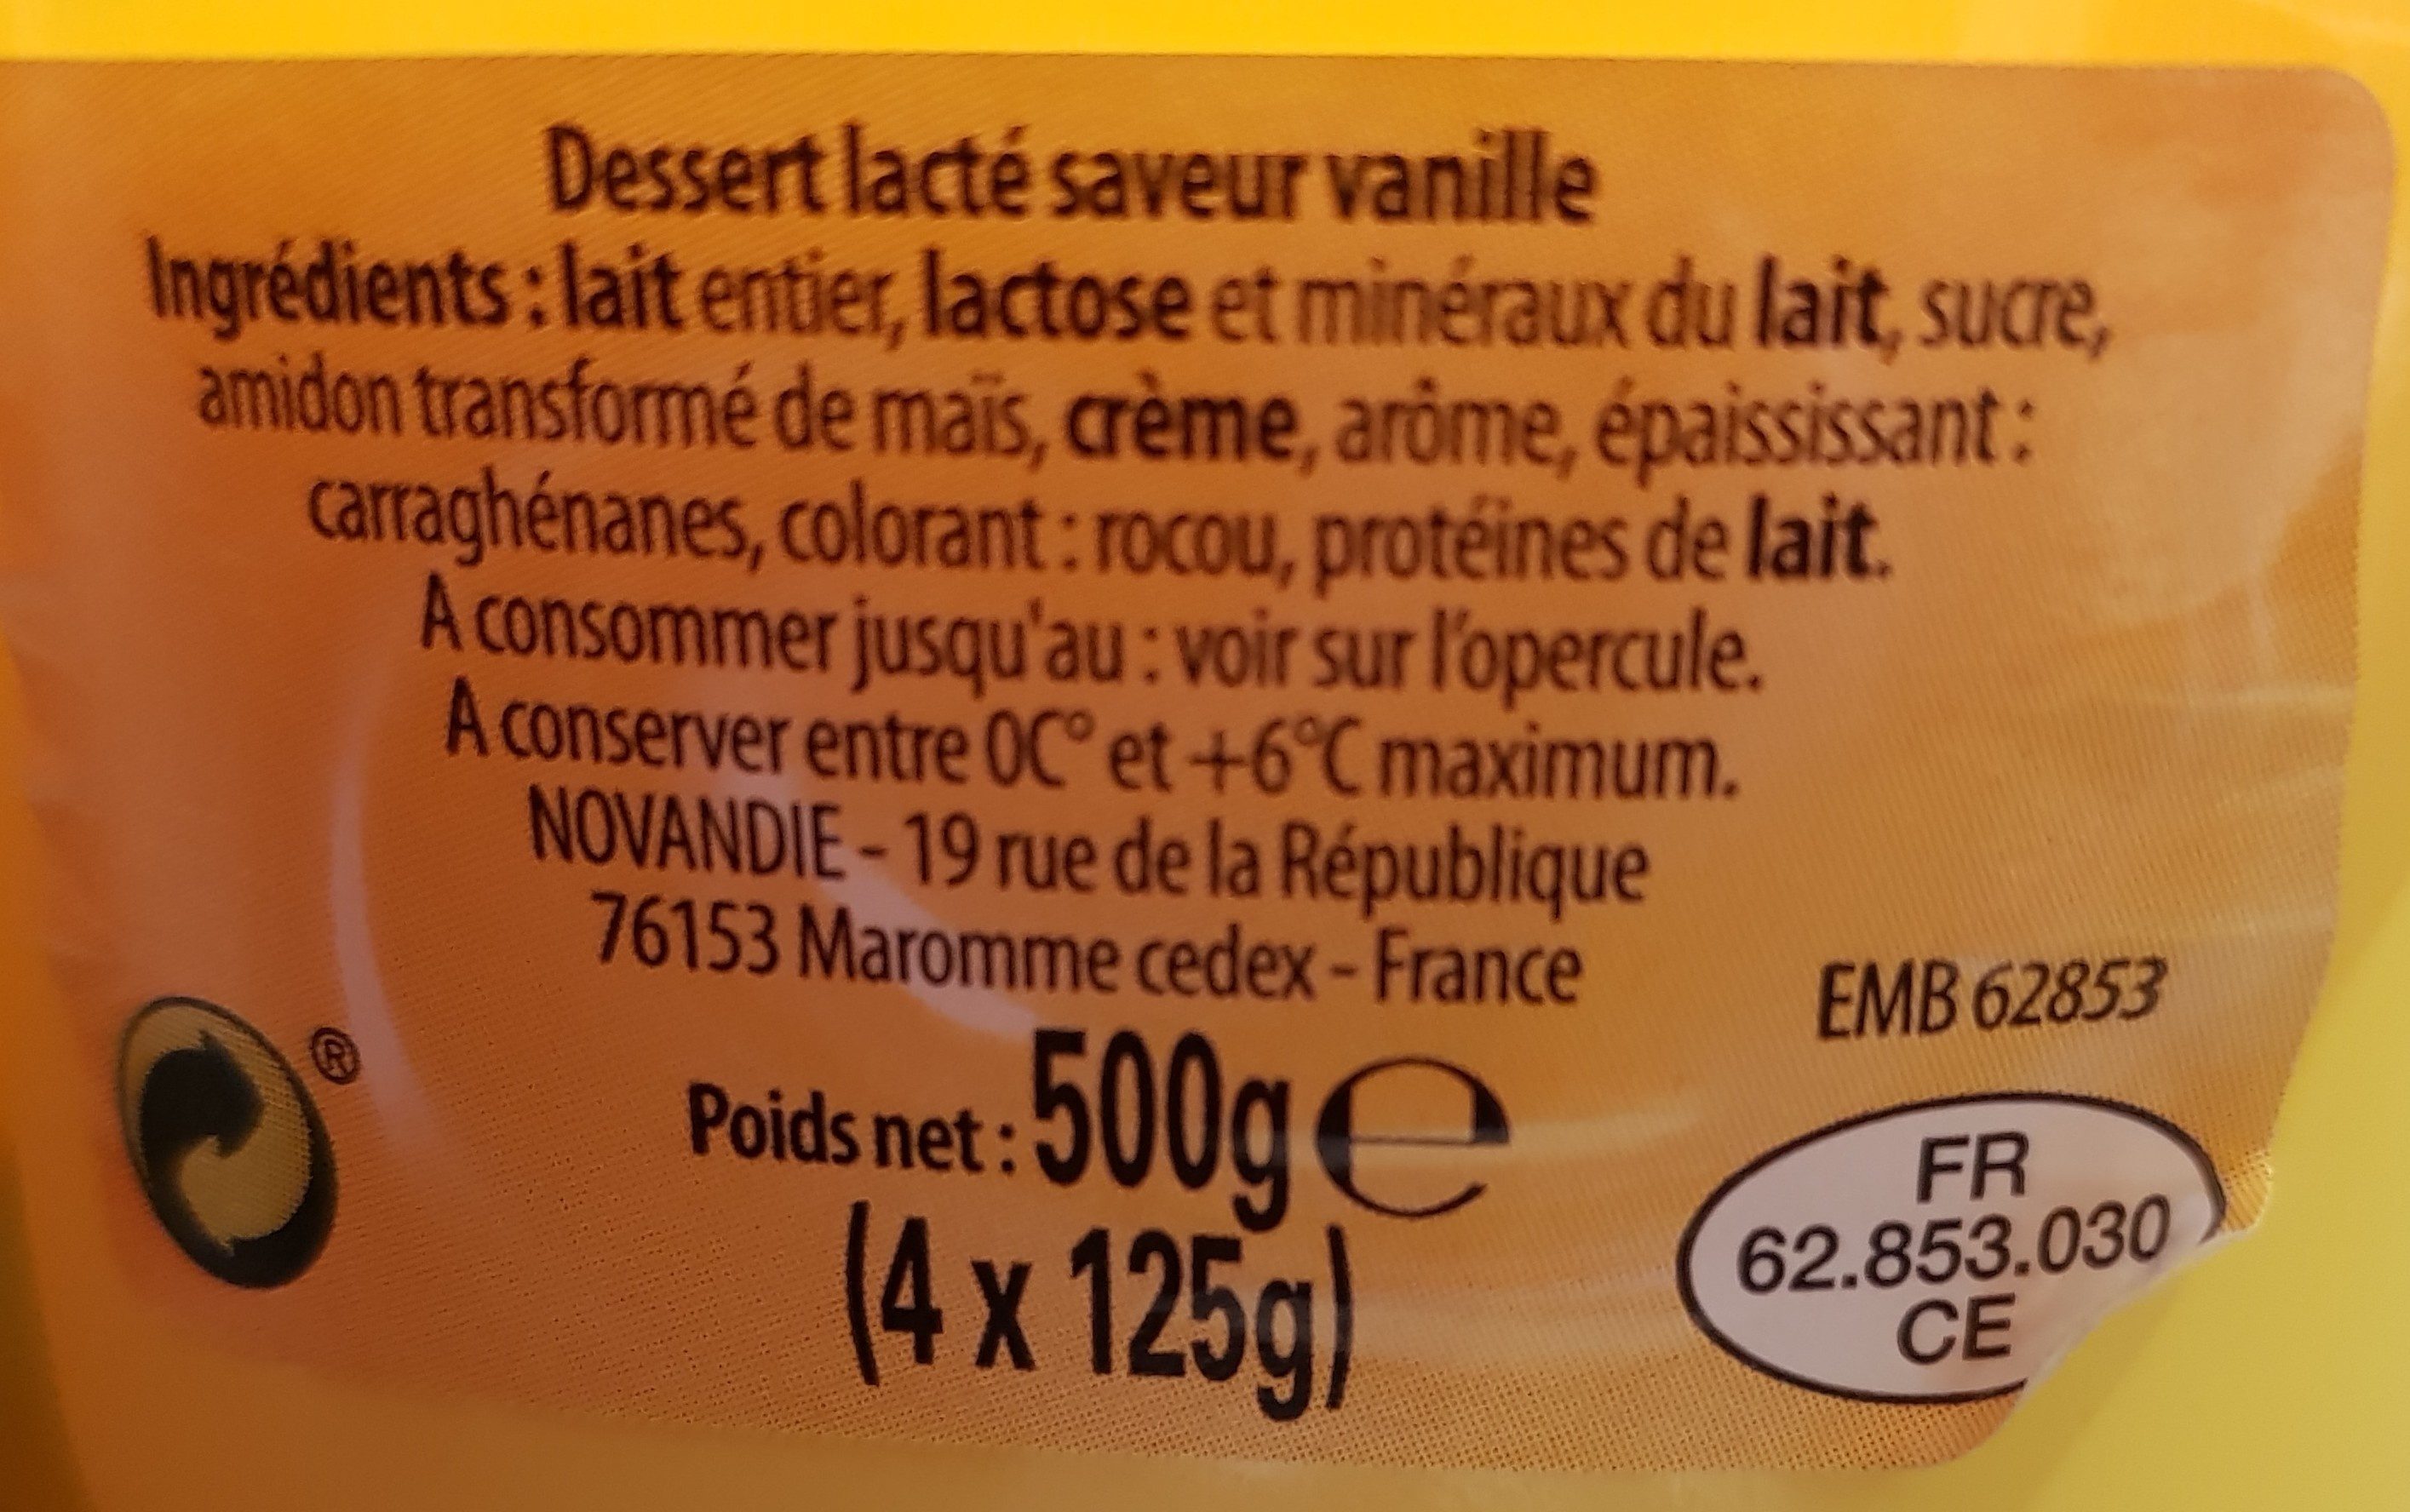 Dessert lacté saveur vanille
Ingrédients : lait entier, lactose et minéraux du lait, sucre,
amidon transformé de maïs, crème, arôme, épaississant :
carraghénanes, colorant : rocou, protéines de lait.
A consommer jusqu'au : voir sur l'opercule.
A conserver entre 0C° et +6°C maximum.
NOVANDIE - 19 rue de la République
76153 Maromme cedex - France
EMB 62853
®
Poids net : 500g e
(4 x 125g)
FR
62.853.030
CE